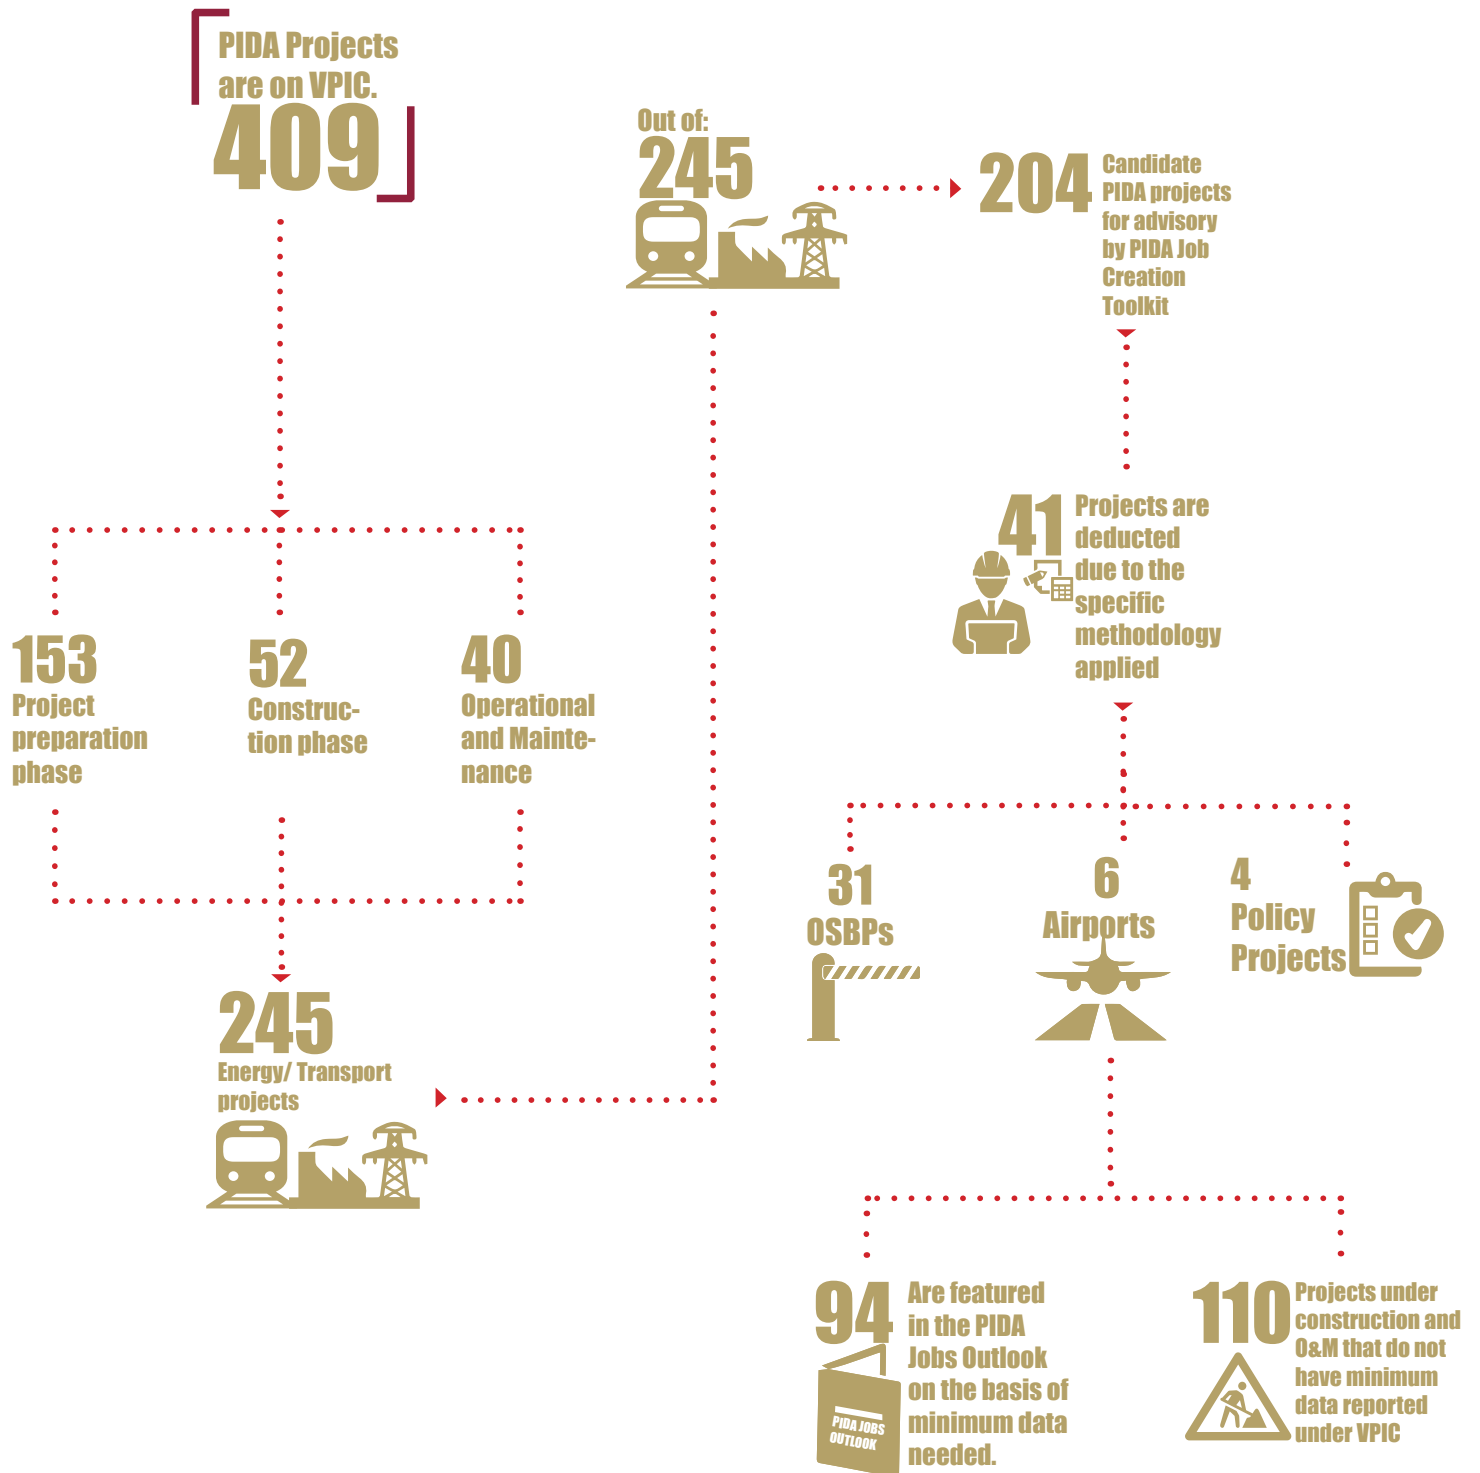 PIDA Projects
are on VPIC.
409
153
Project
preparation
phase
52
Construc-
tion phase
40
Operational
and Mainte-
nance
245
Energy/ Transport
projects
Out of:
245
204
Candidate
PIDA projects
for advisory
by PIDA Job
Creation
Toolkit
41
Projects are
deducted
due to the
specific
methodology
applied
31
OSBPs
6
Airports
4
Policy
Projects
94
Are featured
in the PIDA
Jobs Outlook
on the basis of
minimum data
needed.
PIDA JOBS
OUTLOOK
110
Projects under
construction and
O&M that do not
have minimum
data reported
under VPIC